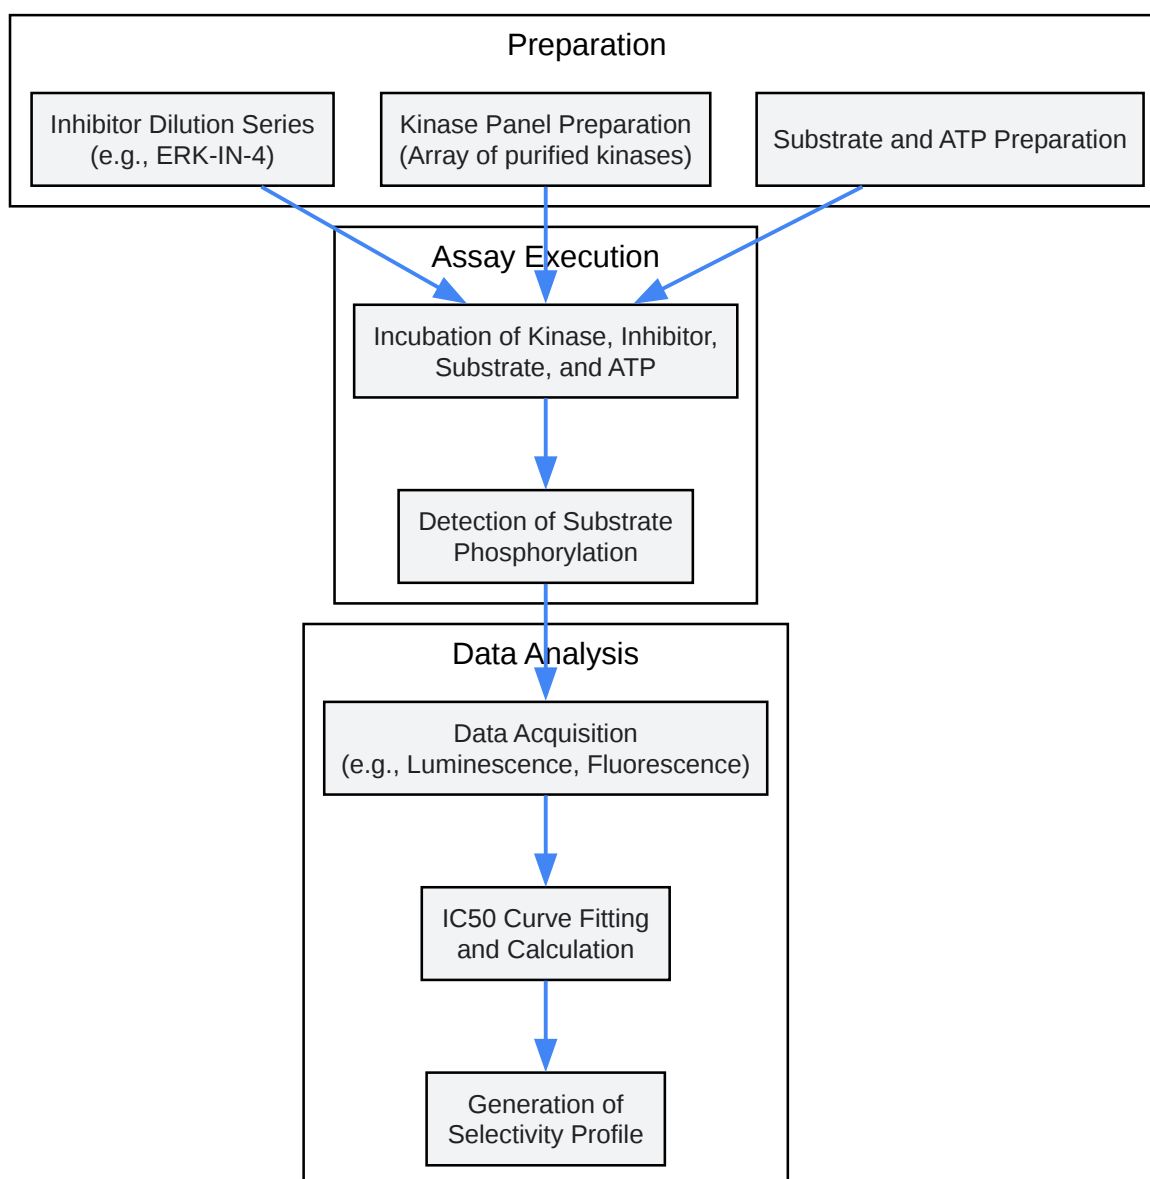 Preparation
Inhibitor Dilution Series
(e.g., ERK-IN-4)
Kinase Panel Preparation
(Array of purified kinases)
Substrate and ATP Preparation
Assay Execution
Incubation of Kinase, Inhibitor,
Substrate, and ATP
Detection of Substrate
Phosphorylation
Data Analysis
Data Acquisition
(e.g., Luminescence, Fluorescence)
IC50 Curve Fitting
and Calculation
Generation of
Selectivity Profile